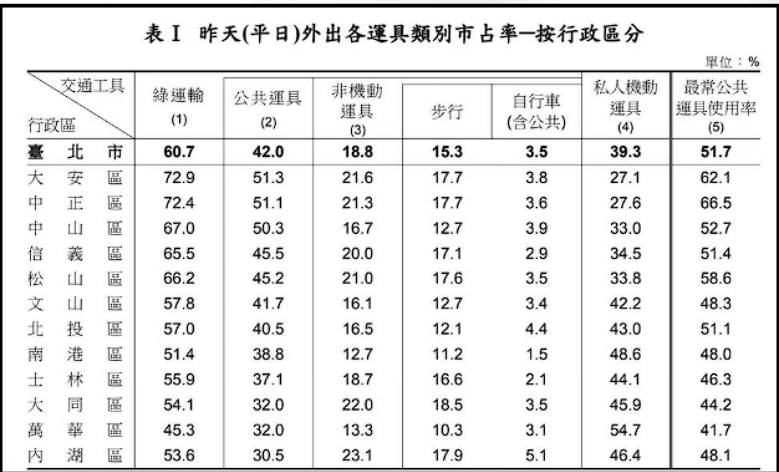 表Ⅰ 昨天(平日)外出各運具類別市占率—按行政區分
單位：%
交通工具 行政區 綠運輸(1) 公共運具(2) 非機動運具(3) 步行 自行車(含公共) 私人機動運具(4) 最常公共運具使用率(5)
臺北市 60.7 42.0 18.8 15.3 3.5 39.3 51.7
大安區 72.9 51.3 21.6 17.7 3.8 27.1 62.1
中正區 72.4 51.1 21.3 17.7 3.6 27.6 66.5
中山區 67.0 50.3 16.7 12.7 3.9 33.0 52.7
信義區 65.5 45.5 20.0 17.1 2.9 34.5 51.4
松山區 66.2 45.2 21.0 17.6 3.5 33.8 58.6
文山區 57.8 41.7 16.1 12.7 3.4 42.2 48.3
北投區 57.0 40.5 16.5 12.1 4.4 43.0 51.1
南港區 51.4 38.8 12.7 11.2 1.5 48.6 48.0
士林區 55.9 37.1 18.7 16.6 2.1 44.1 46.3
大同區 54.1 32.0 22.0 18.5 3.5 45.9 44.2
萬華區 45.3 32.0 13.3 10.3 3.1 54.7 41.7
內湖區 53.6 30.5 23.1 17.9 5.1 46.4 48.1